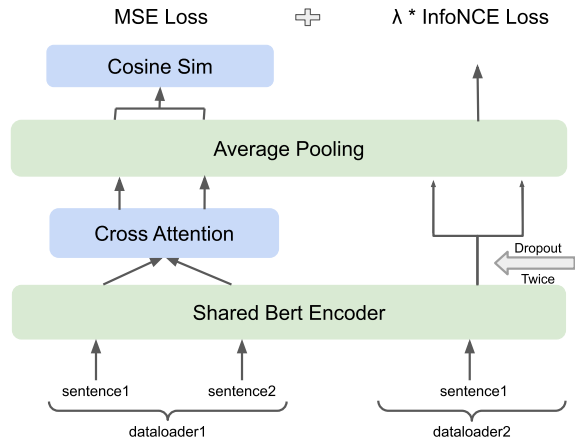 MSE Loss
λ * InfoNCE Loss
Cosine Sim
Average Pooling
Cross Attention
Dropout
Twice
Shared Bert Encoder
sentence1
sentence2
sentence1
dataloader1
dataloader2